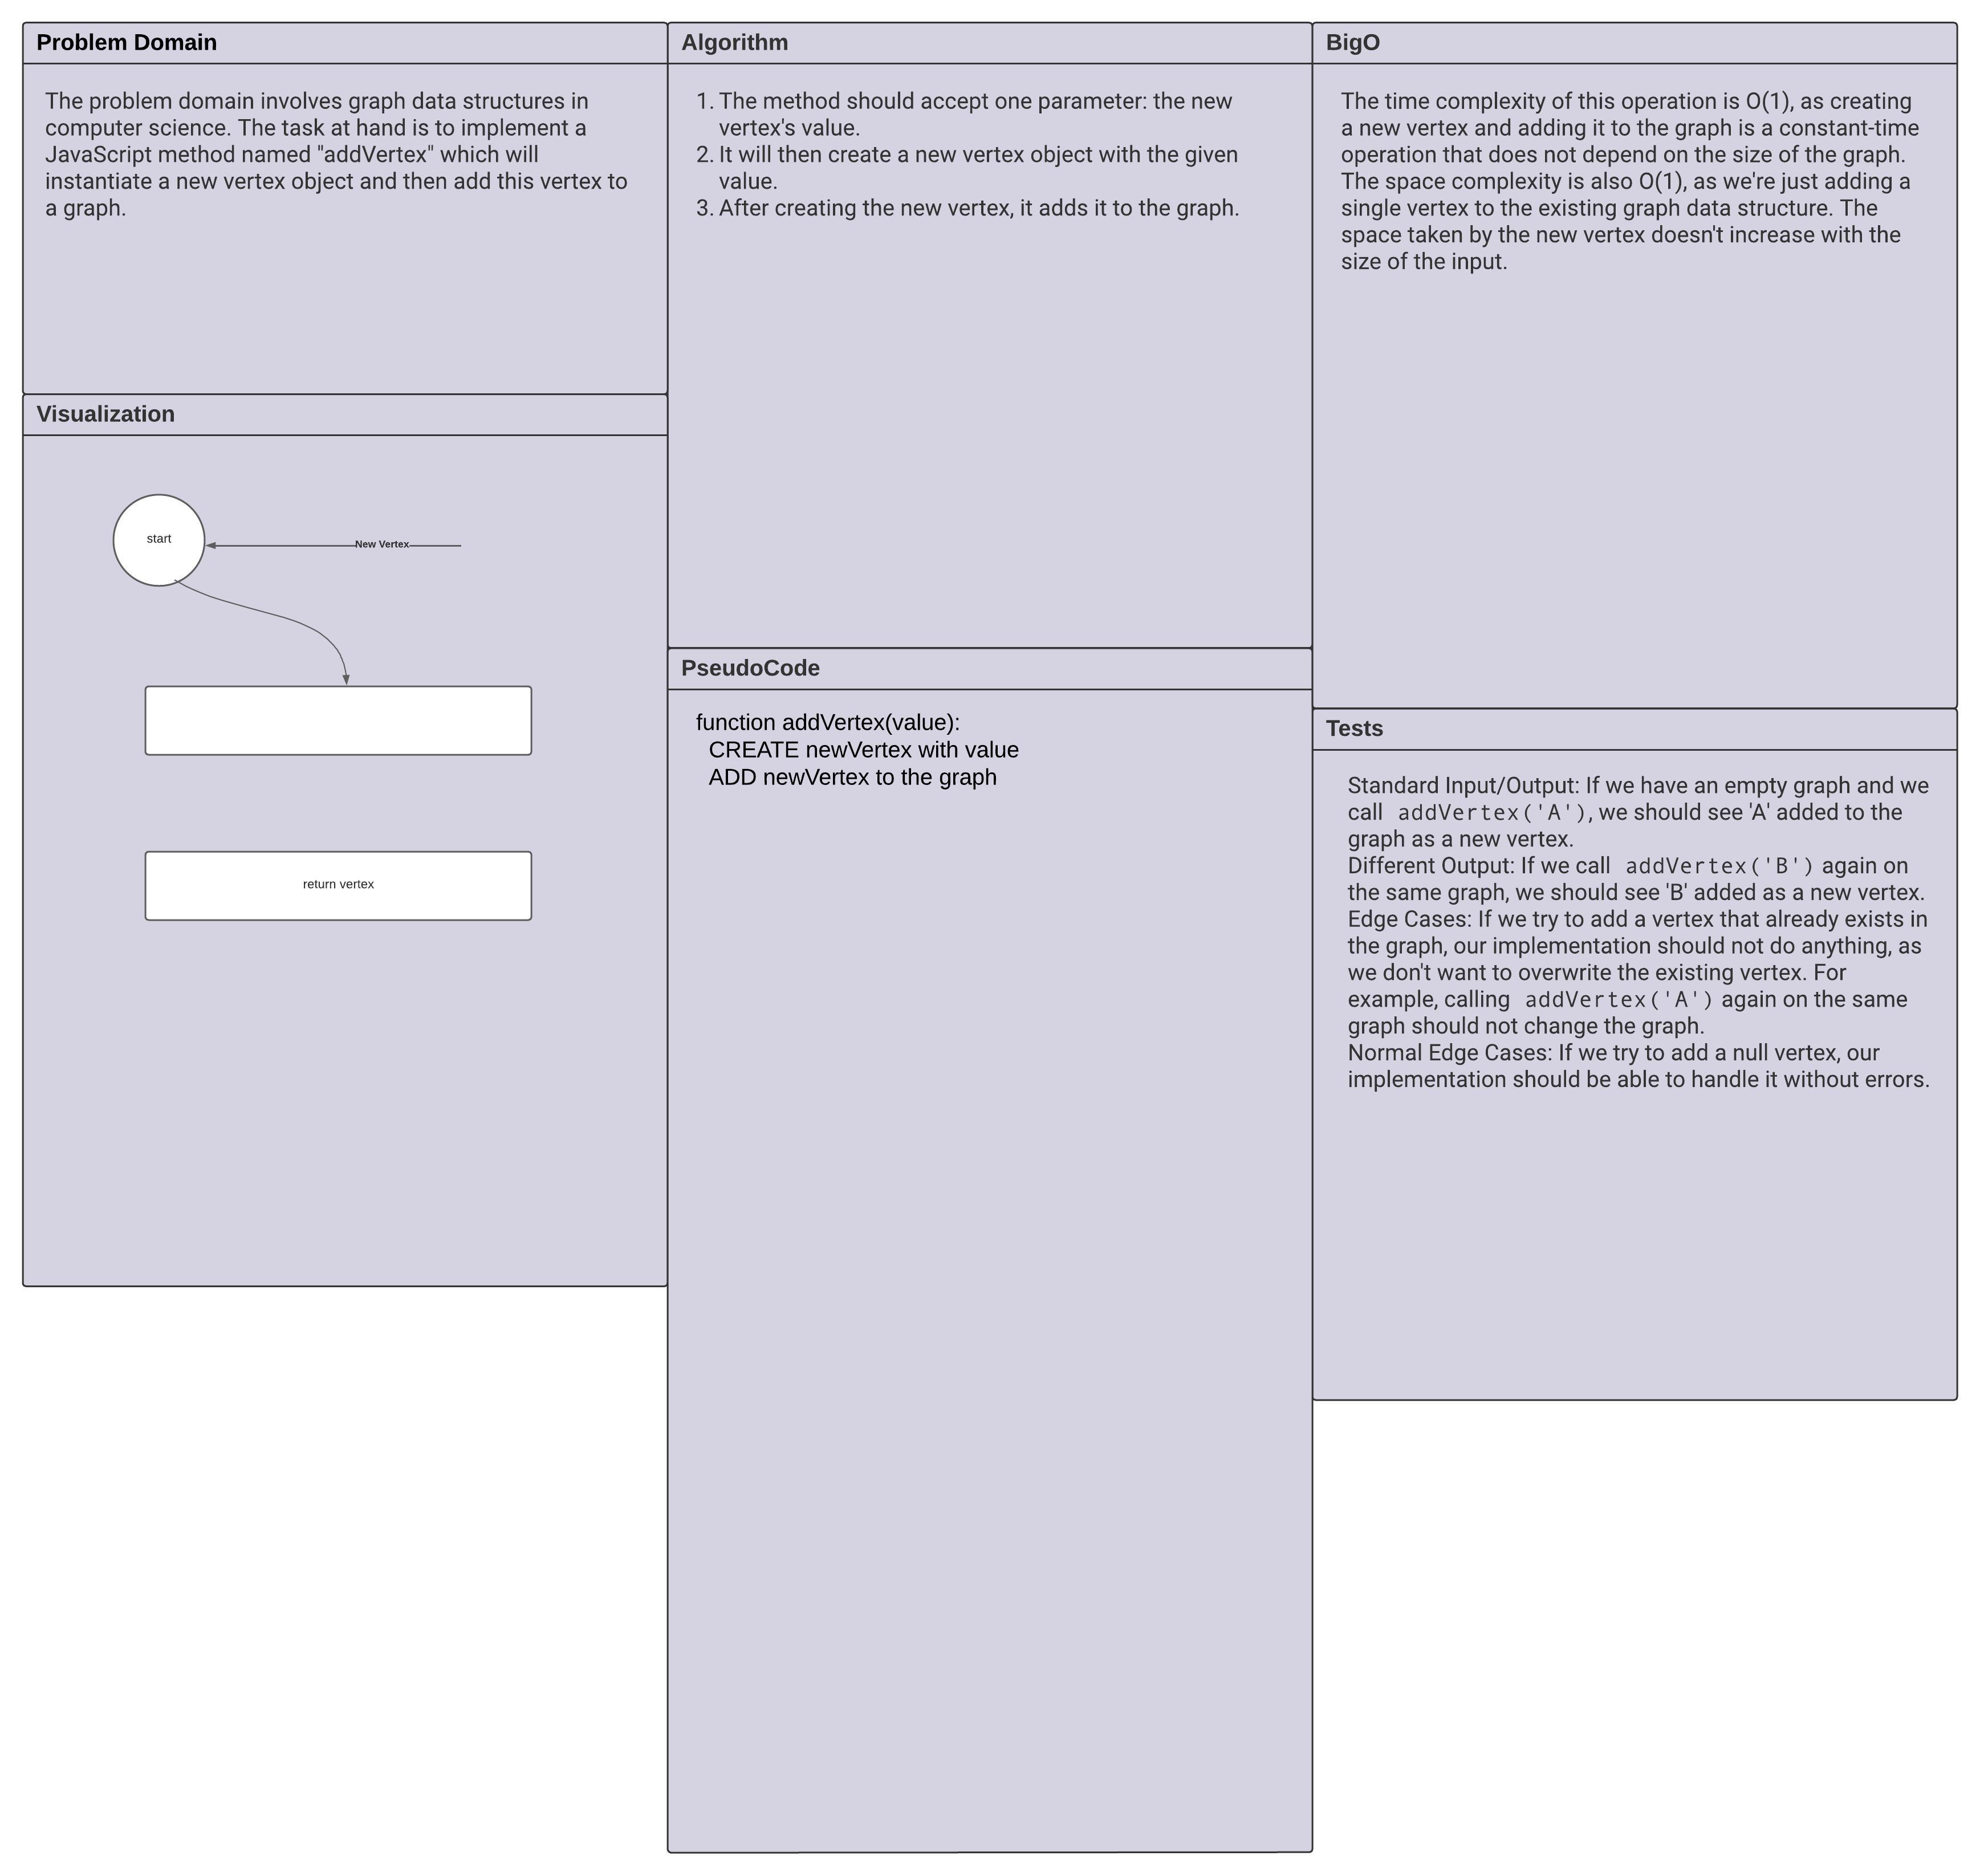 Problem Domain
The problem domain involves graph data structures in
computer science. The task at hand is to implement a
JavaScript method named "addVertex" which will
instantiate a new vertex object and then add this vertex to
a graph.
Visualization
start
New Vertex
return vertex
Algorithm
1. The method should accept one parameter: the new
vertex's value.
2. It will then create a new vertex object with the given
value.
3. After creating the new vertex, it adds it to the graph.
PseudoCode
function addVertex(value):
CREATE newVertex with value
ADD newVertex to the graph
BigO
The time complexity of this operation is O(1), as creating
a new vertex and adding it to the graph is a constant-time
operation that does not depend on the size of the graph.
The space complexity is also O(1), as we're just adding a
single vertex to the existing graph data structure. The
space taken by the new vertex doesn't increase with the
size of the input.
Tests
Standard Input/Output: If we have an empty graph and we
call addVertex('A'), we should see 'A' added to the
graph as a new vertex.
Different Output: If we call addVertex('B') again on
the same graph, we should see 'B' added as a new vertex.
Edge Cases: If we try to add a vertex that already exists in
the graph, our implementation should not do anything, as
we don't want to overwrite the existing vertex. For
example, calling addVertex('A') again on the same
graph should not change the graph.
Normal Edge Cases: If we try to add a null vertex, our
implementation should be able to handle it without errors.